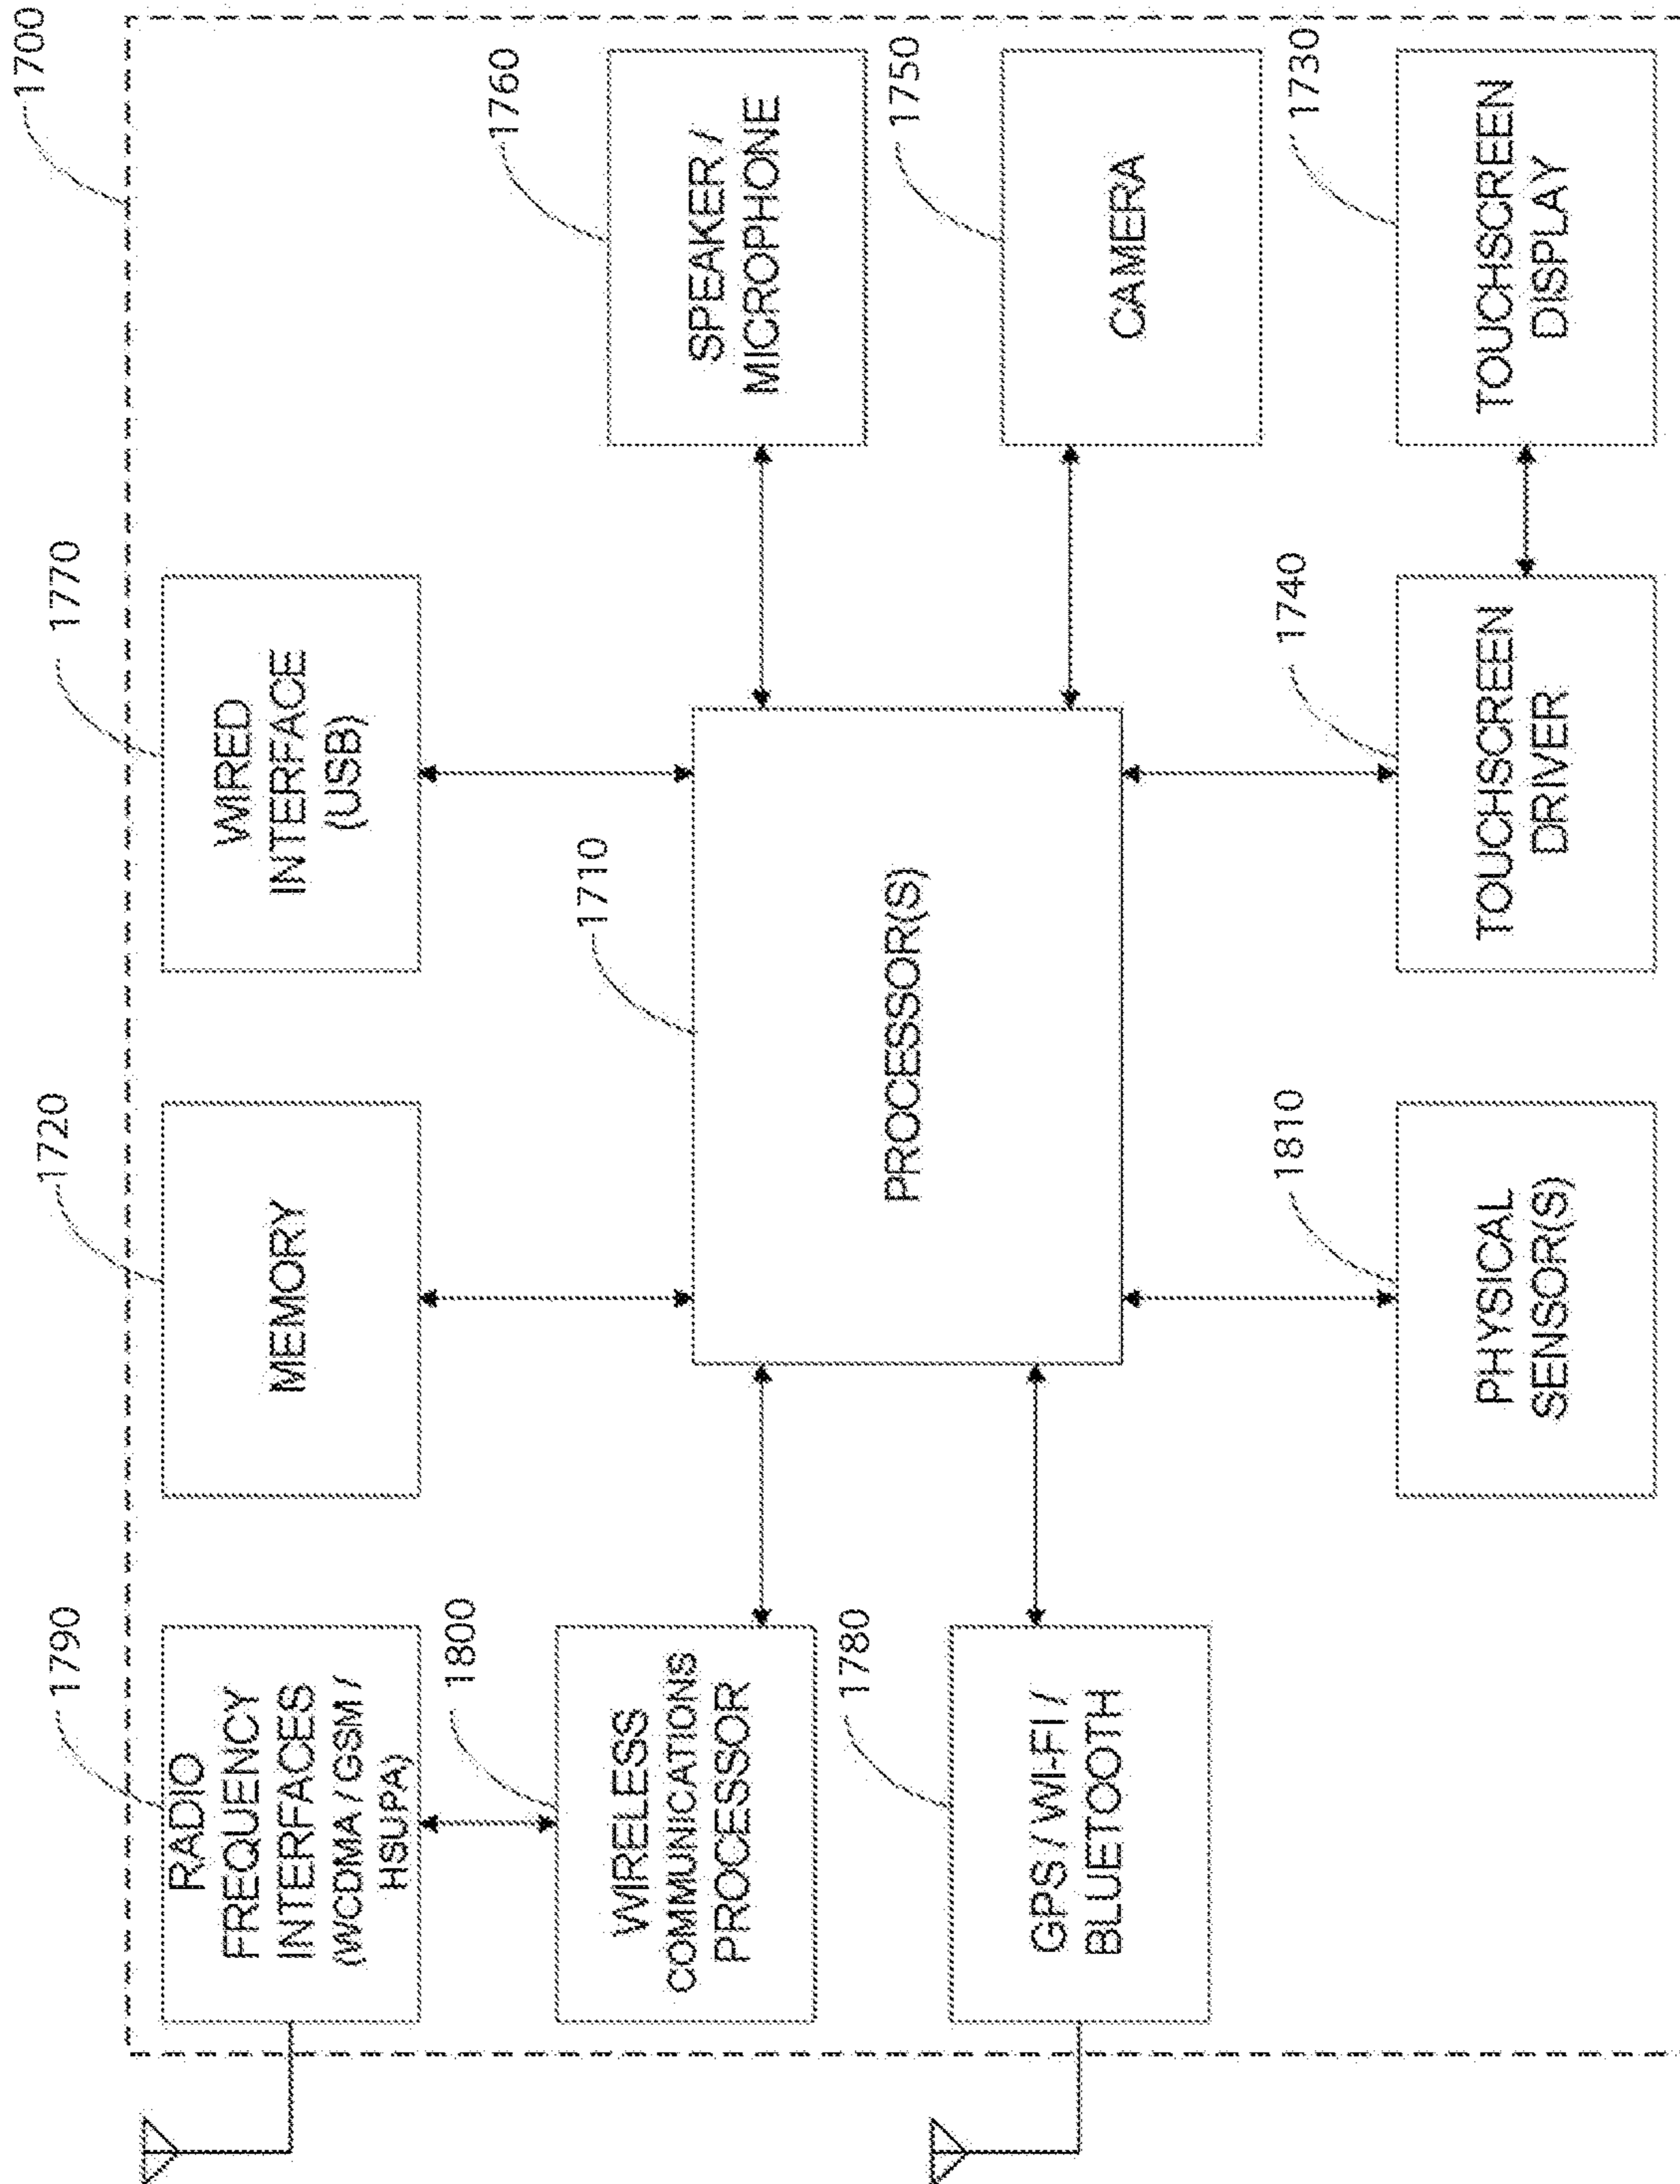 1700
1790
RADIO
FREQUENCY
INTERFACES
(WCDMA / GSM /
HSUPA)
1720
MEMORY
1770
WIRED
INTERFACE
(USB)
1800
WIRELESS
COMMUNICATIONS
PROCESSOR
1710
PROCESSOR(S)
1760
SPEAKER /
MICROPHONE
1780
GPS / WI-FI /
BLUETOOTH
1750
CAMERA
1810
PHYSICAL
SENSOR(S)
1740
TOUCHSCREEN
DRIVER
1730
TOUCHSCREEN
DISPLAY